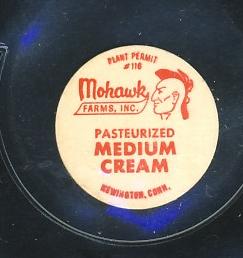 PLANT PERMIT
#116
Mohawk
FARMS, INC.
PASTEURIZED
MEDIUM
CREAM
NEWINGTON, CONN.